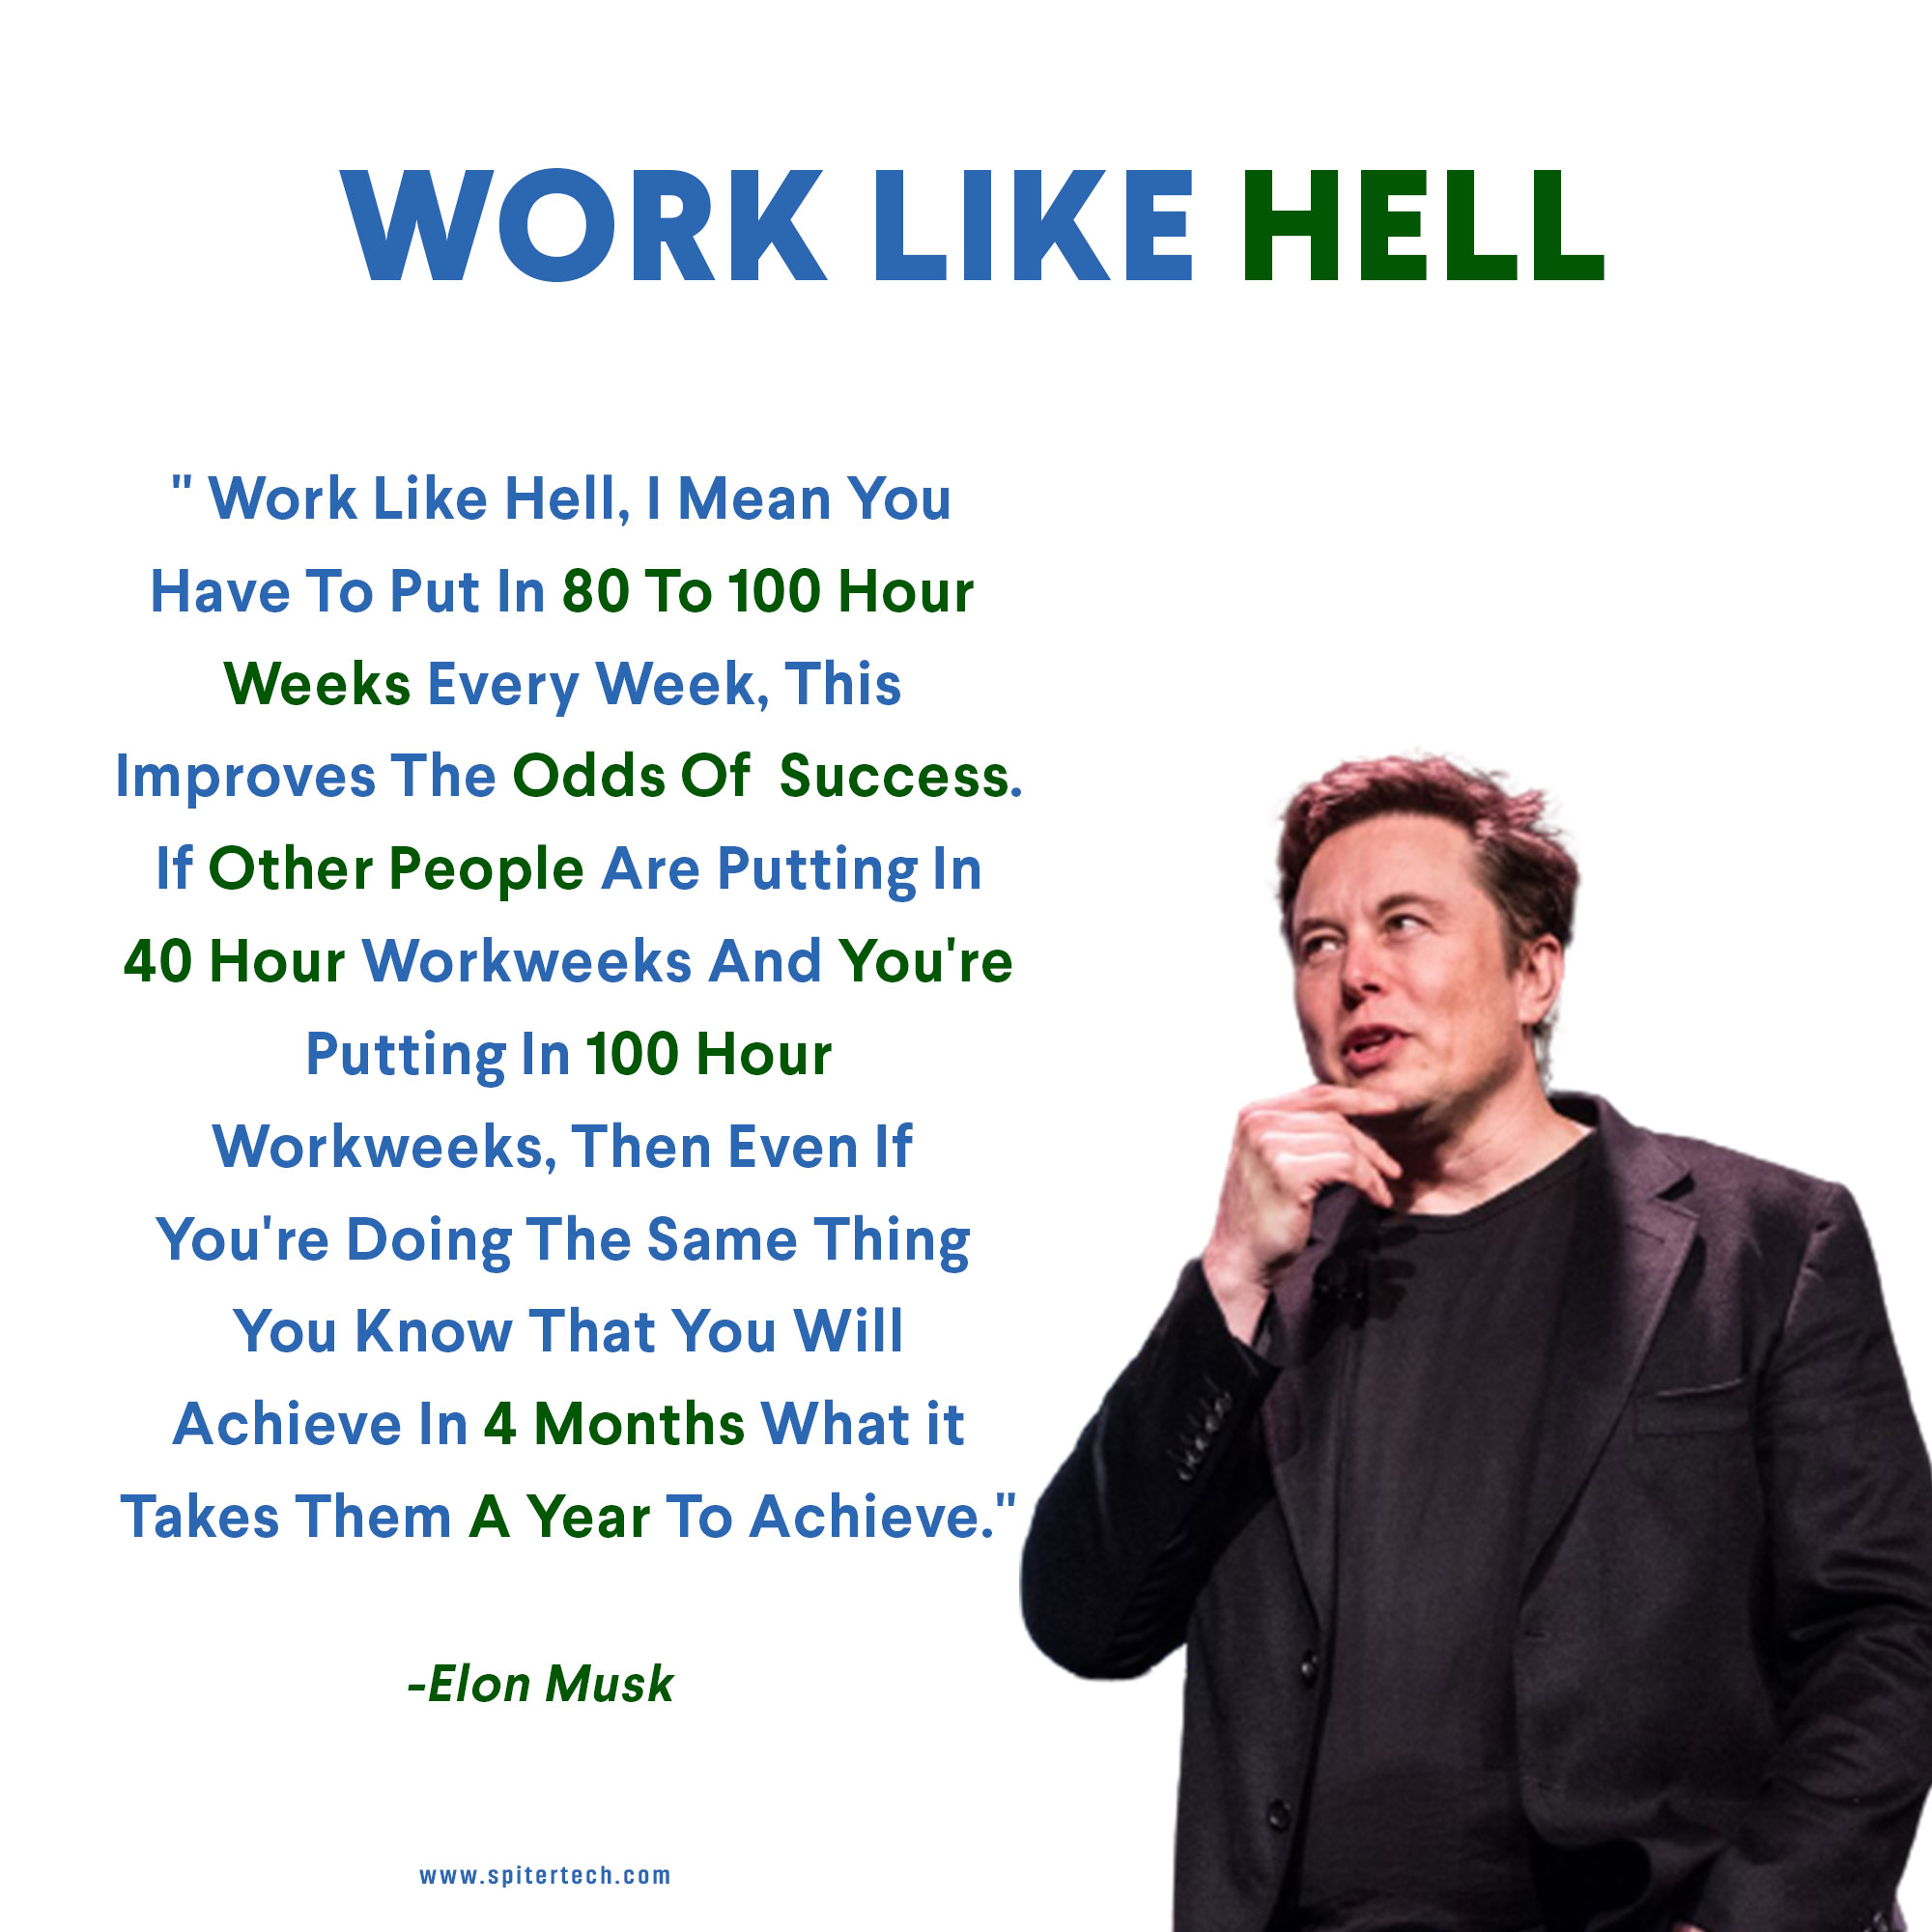 WORK LIKE HELL
" Work Like Hell, I Mean You
Have To Put In 80 To 100 Hour
Weeks Every Week, This
Improves The Odds Of  Success.
If Other People Are Putting In
40 Hour Workweeks And You're
Putting In 100 Hour
Workweeks, Then Even If
You're Doing The Same Thing
You Know That You Will
Achieve In 4 Months What it
Takes Them A Year To Achieve."
-Elon Musk
www.spitertech.com